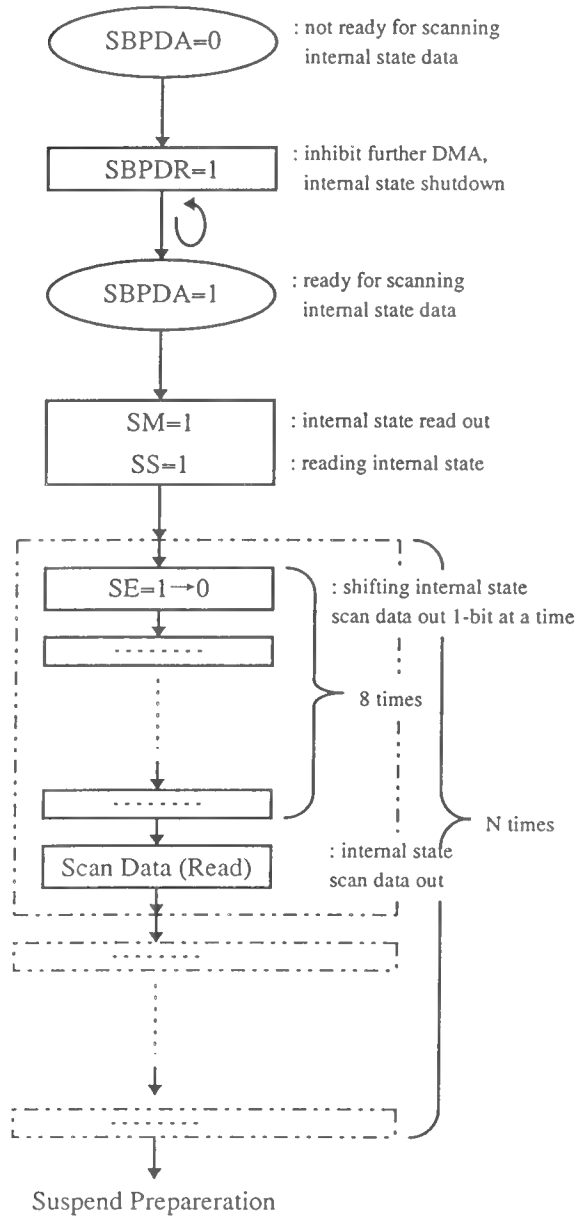 SBPDA=0
: not ready for scanning
internal state data
SBPDR=1
: inhibit further DMA,
internal state shutdown
SBPDA=1
: ready for scanning
internal state data
SM=1
: internal state read out
SS=1
: reading internal state
SE=1→0
: shifting internal state
scan data out 1-bit at a time
8 times
N times
Scan Data (Read)
: internal state
scan data out
Suspend Prepareration